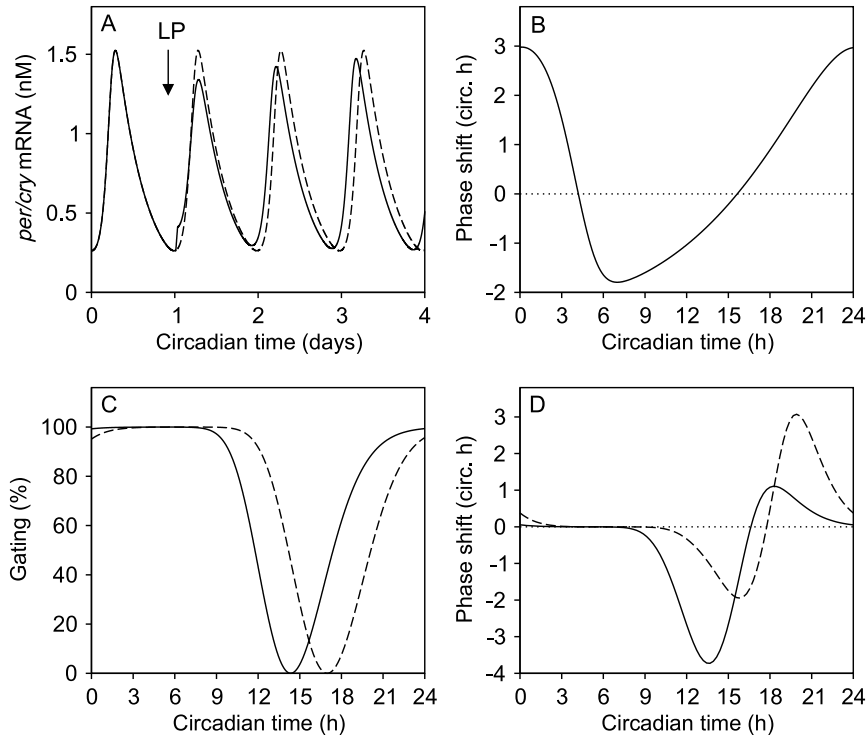 A
LP
per/cry mRNA (nM)
1.5
1
0.5
0
0 1 2 3 4
Circadian time (days)
B
Phase shift (circ. h)
3
2
1
0
-1
-2
0 3 6 9 12 15 18 21 24
Circadian time (h)
C
Gating (%)
100
80
60
40
20
0
0 3 6 9 12 15 18 21 24
Circadian time (h)
D
Phase shift (circ. h)
3
2
1
0
-1
-2
-3
-4
0 3 6 9 12 15 18 21 24
Circadian time (h)